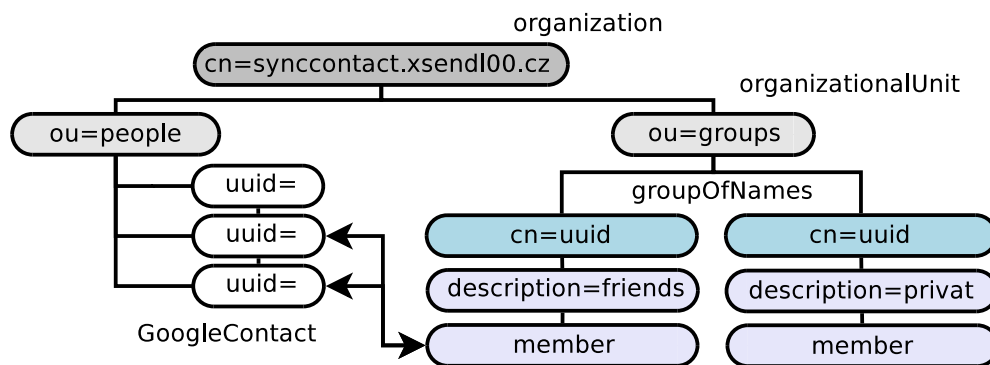 organization
cn=synccontact.xsendl00.cz
organizationalUnit
ou=people
ou=groups
uuid=
groupOfNames
uuid=
cn=uuid
cn=uuid
uuid=
description=friends
description=privat
GoogleContact
member
member